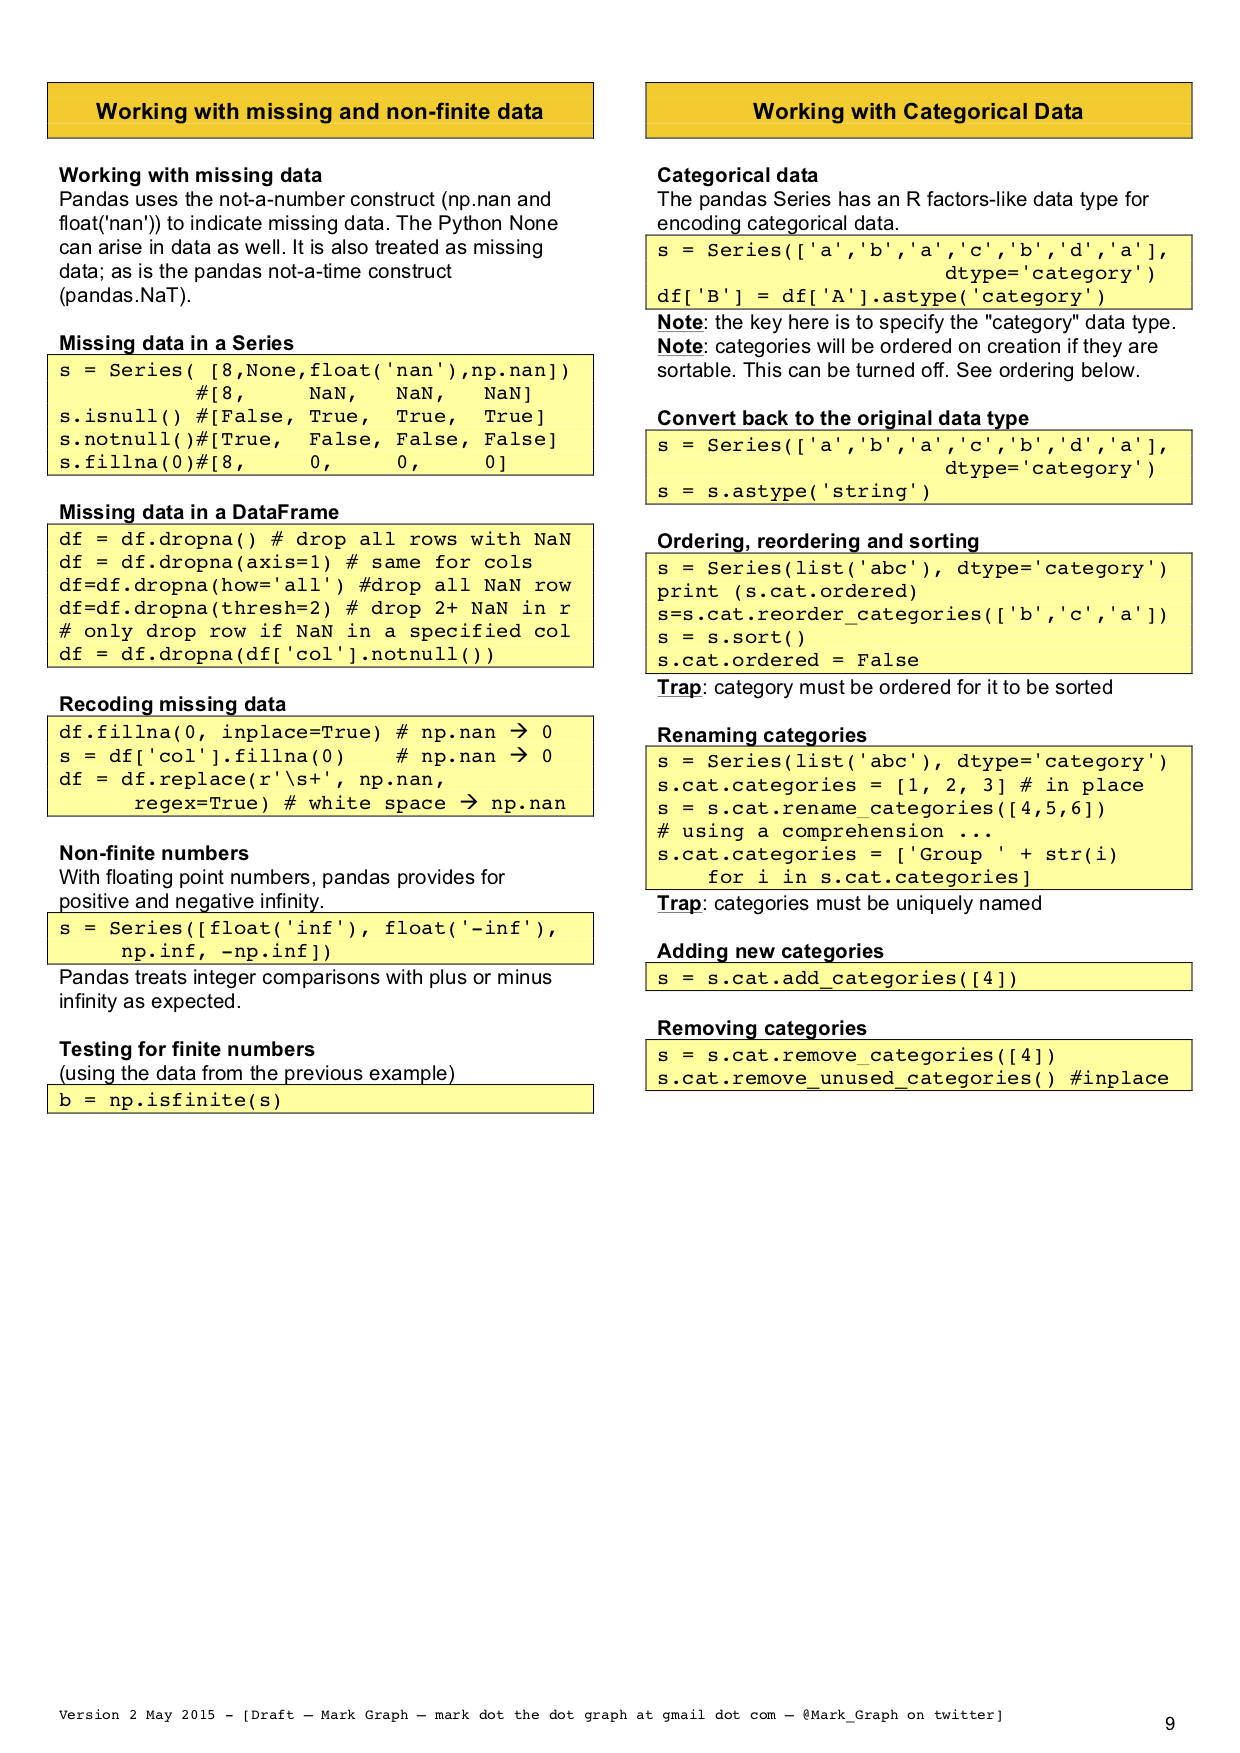 Working with missing and non-finite data
Working with missing data
Pandas uses the not-a-number construct (np.nan and
float('nan')) to indicate missing data. The Python None
can arise in data as well. It is also treated as missing
data; as is the pandas not-a-time construct
(pandas.NaT).
Missing data in a Series
s = Series( [8,None,float('nan'),np.nan])
           #[8,     NaN,   NaN,   NaN]
s.isnull() #[False, True,  True,  True]
s.notnull()#[True,  False, False, False]
s.fillna(0)#[8,     0,     0,     0]
Missing data in a DataFrame
df = df.dropna() # drop all rows with NaN
df = df.dropna(axis=1) # same for cols
df=df.dropna(how='all') #drop all NaN row
df=df.dropna(thresh=2) # drop 2+ NaN in r
# only drop row if NaN in a specified col
df = df.dropna(df['col'].notnull())
Recoding missing data
df.fillna(0, inplace=True) # np.nan → 0
s = df['col'].fillna(0)    # np.nan → 0
df = df.replace(r'\s+', np.nan,
      regex=True) # white space → np.nan
Non-finite numbers
With floating point numbers, pandas provides for
positive and negative infinity.
s = Series([float('inf'), float('-inf'),
     np.inf, -np.inf])
Pandas treats integer comparisons with plus or minus
infinity as expected.
Testing for finite numbers
(using the data from the previous example)
b = np.isfinite(s)
Working with Categorical Data
Categorical data
The pandas Series has an R factors-like data type for
encoding categorical data.
s = Series(['a','b','a','c','b','d','a'],
                       dtype='category')
df['B'] = df['A'].astype('category')
Note: the key here is to specify the "category" data type.
Note: categories will be ordered on creation if they are
sortable. This can be turned off. See ordering below.
Convert back to the original data type
s = Series(['a','b','a','c','b','d','a'],
                       dtype='category')
s = s.astype('string')
Ordering, reordering and sorting
s = Series(list('abc'), dtype='category')
print (s.cat.ordered)
s=s.cat.reorder_categories(['b','c','a'])
s = s.sort()
s.cat.ordered = False
Trap: category must be ordered for it to be sorted
Renaming categories
s = Series(list('abc'), dtype='category')
s.cat.categories = [1, 2, 3] # in place
s = s.cat.rename_categories([4,5,6])
# using a comprehension ...
s.cat.categories = ['Group ' + str(i)
    for i in s.cat.categories]
Trap: categories must be uniquely named
Adding new categories
s = s.cat.add_categories([4])
Removing categories
s = s.cat.remove_categories([4])
s.cat.remove_unused_categories() #inplace
Version 2 May 2015 - [Draft – Mark Graph – mark dot the dot graph at gmail dot com – @Mark_Graph on twitter]
9